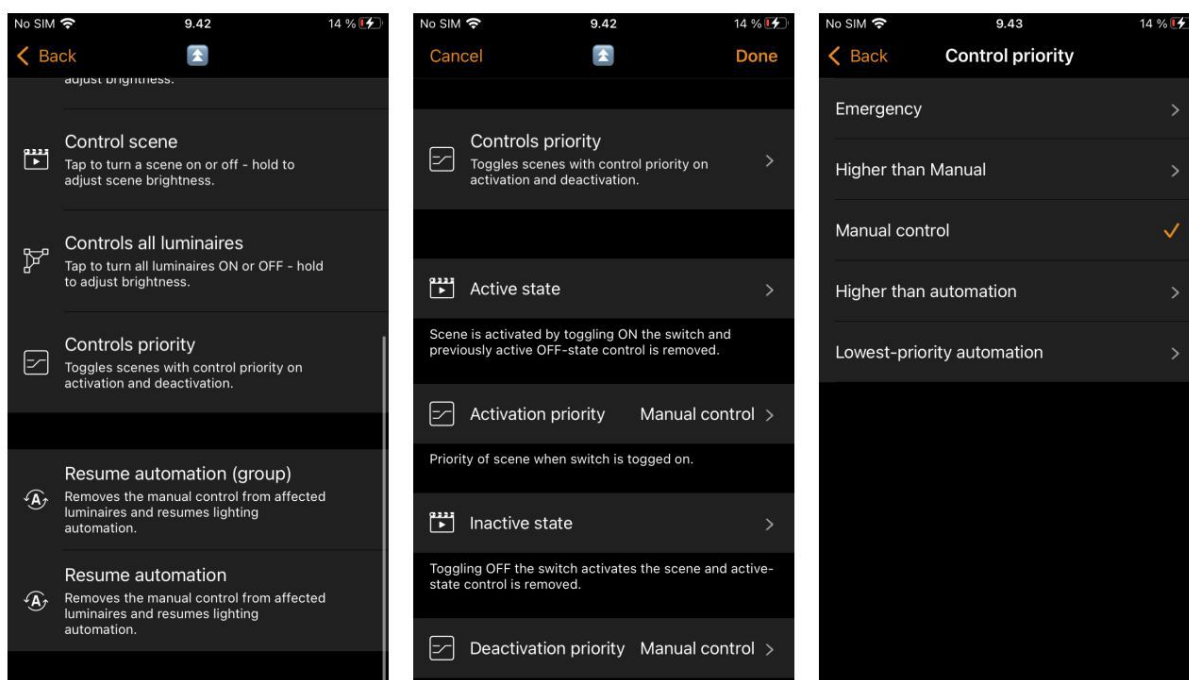 No SIM 9.42 14 %
Back
adjust brightness.
Control scene
Tap to turn a scene on or off - hold to
adjust scene brightness.
Controls all luminaires
Tap to turn all luminaires ON or OFF - hold
to adjust brightness.
Controls priority
Toggles scenes with control priority on
activation and deactivation.
Resume automation (group)
Removes the manual control from affected
luminaires and resumes lighting
automation.
Resume automation
Removes the manual control from affected
luminaires and resumes lighting
automation.
No SIM 9.42 14 %
Cancel Done
Controls priority
Toggles scenes with control priority on
activation and deactivation.
Active state
Scene is activated by toggling ON the switch and
previously active OFF-state control is removed.
Activation priority Manual control
Priority of scene when switch is togged on.
Inactive state
Toggling OFF the switch activates the scene and active-
state control is removed.
Deactivation priority Manual control
No SIM 9.43 14 %
Back Control priority
Emergency
Higher than Manual
Manual control
Higher than automation
Lowest-priority automation